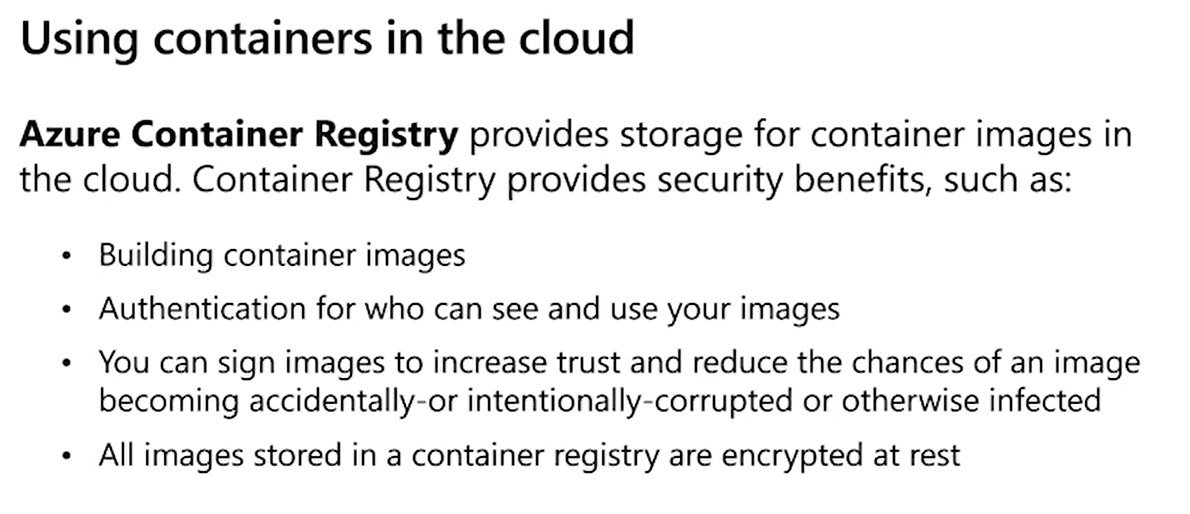 Using containers in the cloud
Azure Container Registry provides storage for container images in
the cloud. Container Registry provides security benefits, such as:
• Building container images
• Authentication for who can see and use your images
• You can sign images to increase trust and reduce the chances of an image
becoming accidentally-or intentionally-corrupted or otherwise infected
• All images stored in a container registry are encrypted at rest